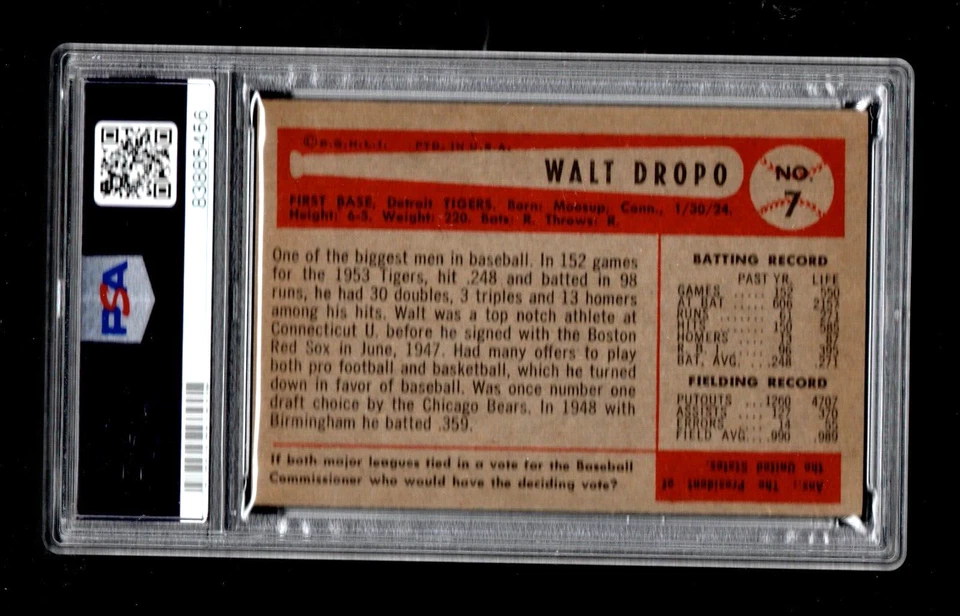 83885456
PSA
© B.G.H.L.I. PTD. IN U.S.A.
WALT DROPO
NO. 7
FIRST BASE, Detroit TIGERS. Born: Moosup, Conn., 1/30/24.
Height: 6-5. Weight: 220. Bats: R. Throws: R.
One of the biggest men in baseball. In 152 games
for the 1953 Tigers, hit .248 and batted in 98
runs, he had 30 doubles, 3 triples and 13 homers
among his hits. Walt was a top notch athlete at
Connecticut U. before he signed with the Boston
Red Sox in June, 1947. Had many offers to play
both pro football and basketball, which he turned
down in favor of baseball. Was once number one
draft choice by the Chicago Bears. In 1948 with
Birmingham he batted .359.
If both major leagues tied in a vote for the Baseball
Commissioner who would have the deciding vote?
BATTING RECORD
PAST YR. LIFE
GAMES
AT BAT ..... 606
RUNS
HITS
HOMERS
R. B. I.
BAT. AVG. .... .248 .271
FIELDING RECORD
PUTOUTS ... 1260 4707
ASSISTS
ERRORS
FIELD AVG. .. .990 .989
Ans.: The President of
the United States.